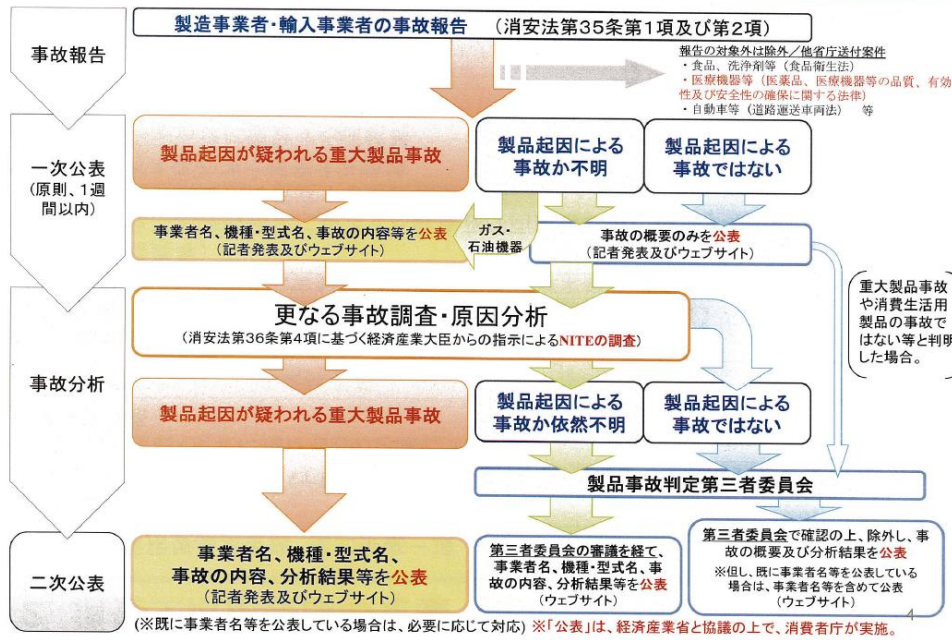 製造事業者・輸入事業者の事故報告 (消安法第35条第1項及び第2項)
事故報告
報告の対象外は除外/他省庁送付案件
・食品、洗浄剤等（食品衛生法）
・医療機器等（医薬品、医療機器等の品質、有効
性及び安全性の確保に関する法律）
・自動車等（道路運送車両法） 等
一次公表
(原則、1週
間以内)
製品起因が疑われる重大製品事故
製品起因による
事故か不明
製品起因による
事故ではない
事業者名、機種・型式名、事故の内容等を公表
(記者発表及びウェブサイト)
ガス・
石油機器
事故の概要のみを公表
(記者発表及びウェブサイト)
重大製品事故
や消費生活用
製品の事故で
はない等と判明
した場合。
更なる事故調査・原因分析
(消安法第36条第4項に基づく経済産業大臣からの指示によるNITEの調査)
事故分析
製品起因が疑われる重大製品事故
製品起因による
事故か依然不明
製品起因による
事故ではない
製品事故判定第三者委員会
二次公表
事業者名、機種・型式名、
事故の内容、分析結果等を公表
(記者発表及びウェブサイト)
第三者委員会の審議を経て、
事業者名、機種・型式名、事
故の内容、分析結果等を公表
(ウェブサイト)
第三者委員会で確認の上、除外し、事
故の概要及び分析結果を公表
※但し、既に事業者名等を公表している
場合は、事業者名等を含めて公表
(ウェブサイト)
4
(※既に事業者名等を公表している場合は、必要に応じて対応) ※「公表」は、経済産業省と協議の上で、消費者庁が実施。